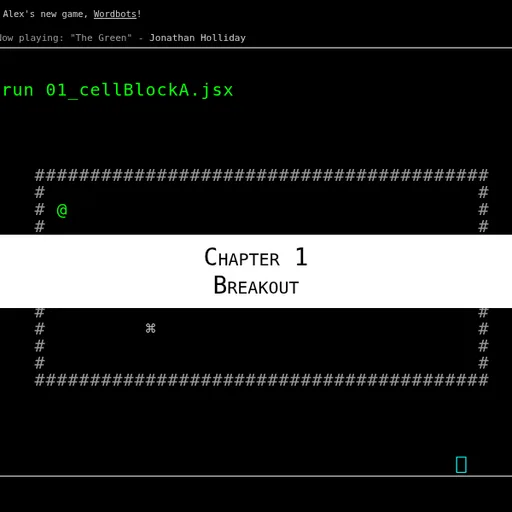 Alex's new game, Wordbots!
Now playing: "The Green" - Jonathan Holliday
run 01_cellBlockA.jsx
#########################################
# #
# @ #
# #
Chapter 1
Breakout
# #
# ⌘ #
# #
# #
#########################################